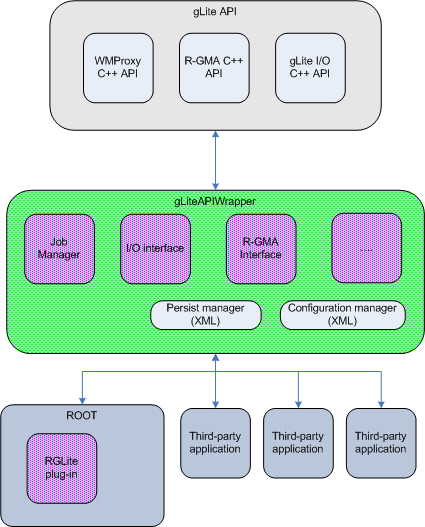 gLite API
WMProxy
C++ API
R-GMA C++
API
gLite I/O
C++ API
gLiteAPIWrapper
Job
Manager
I/O interface
R-GMA
Interface
....
Persist manager
(XML)
Configuration manager
(XML)
ROOT
RGLite
plug-in
Third-party
application
Third-party
application
Third-party
application